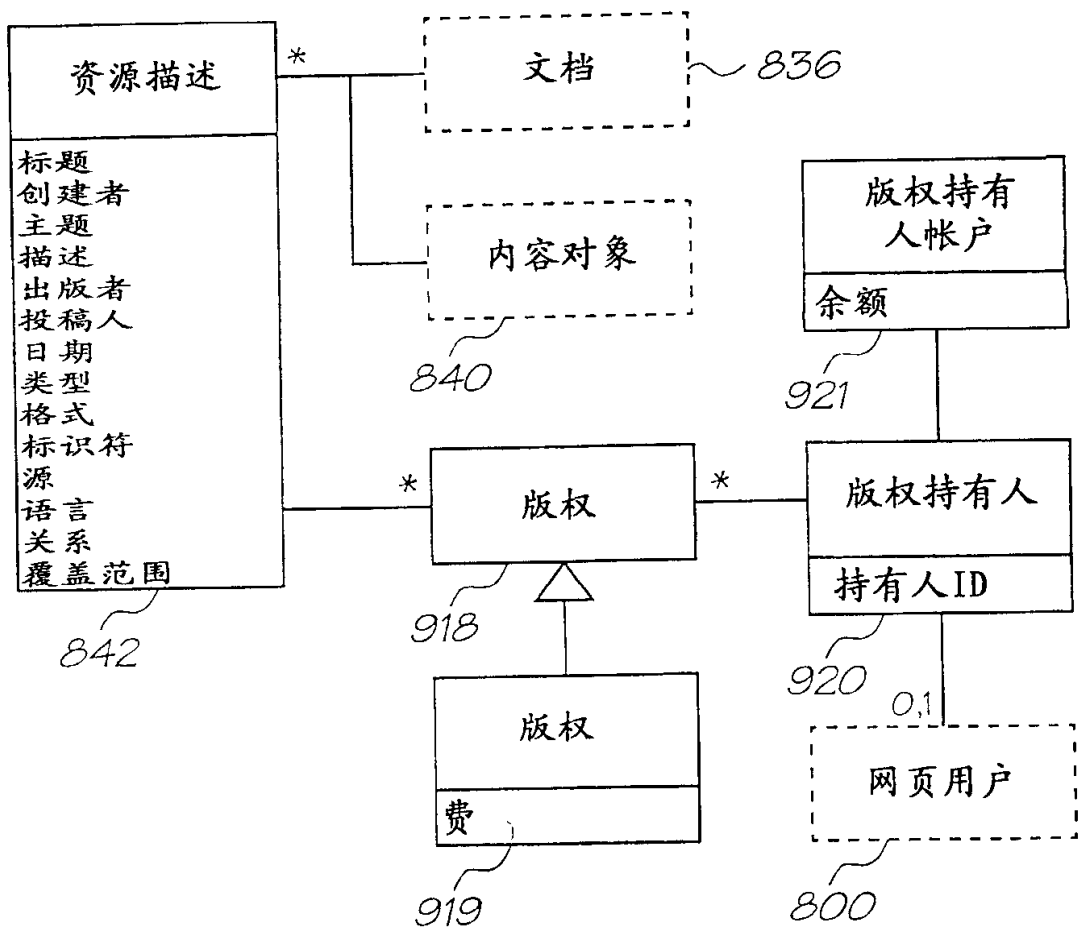 资源描述
*
文档
836
标题
创建者
主题
描述
出版者
投稿人
日期
类型
格式
标识符
源
语言
关系
覆盖范围
842
内容对象
840
版权持有
人帐户
余额
921
*
版权
918
*
版权持有人
持有人ID
920
0,1
版权
费
919
网页用户
800